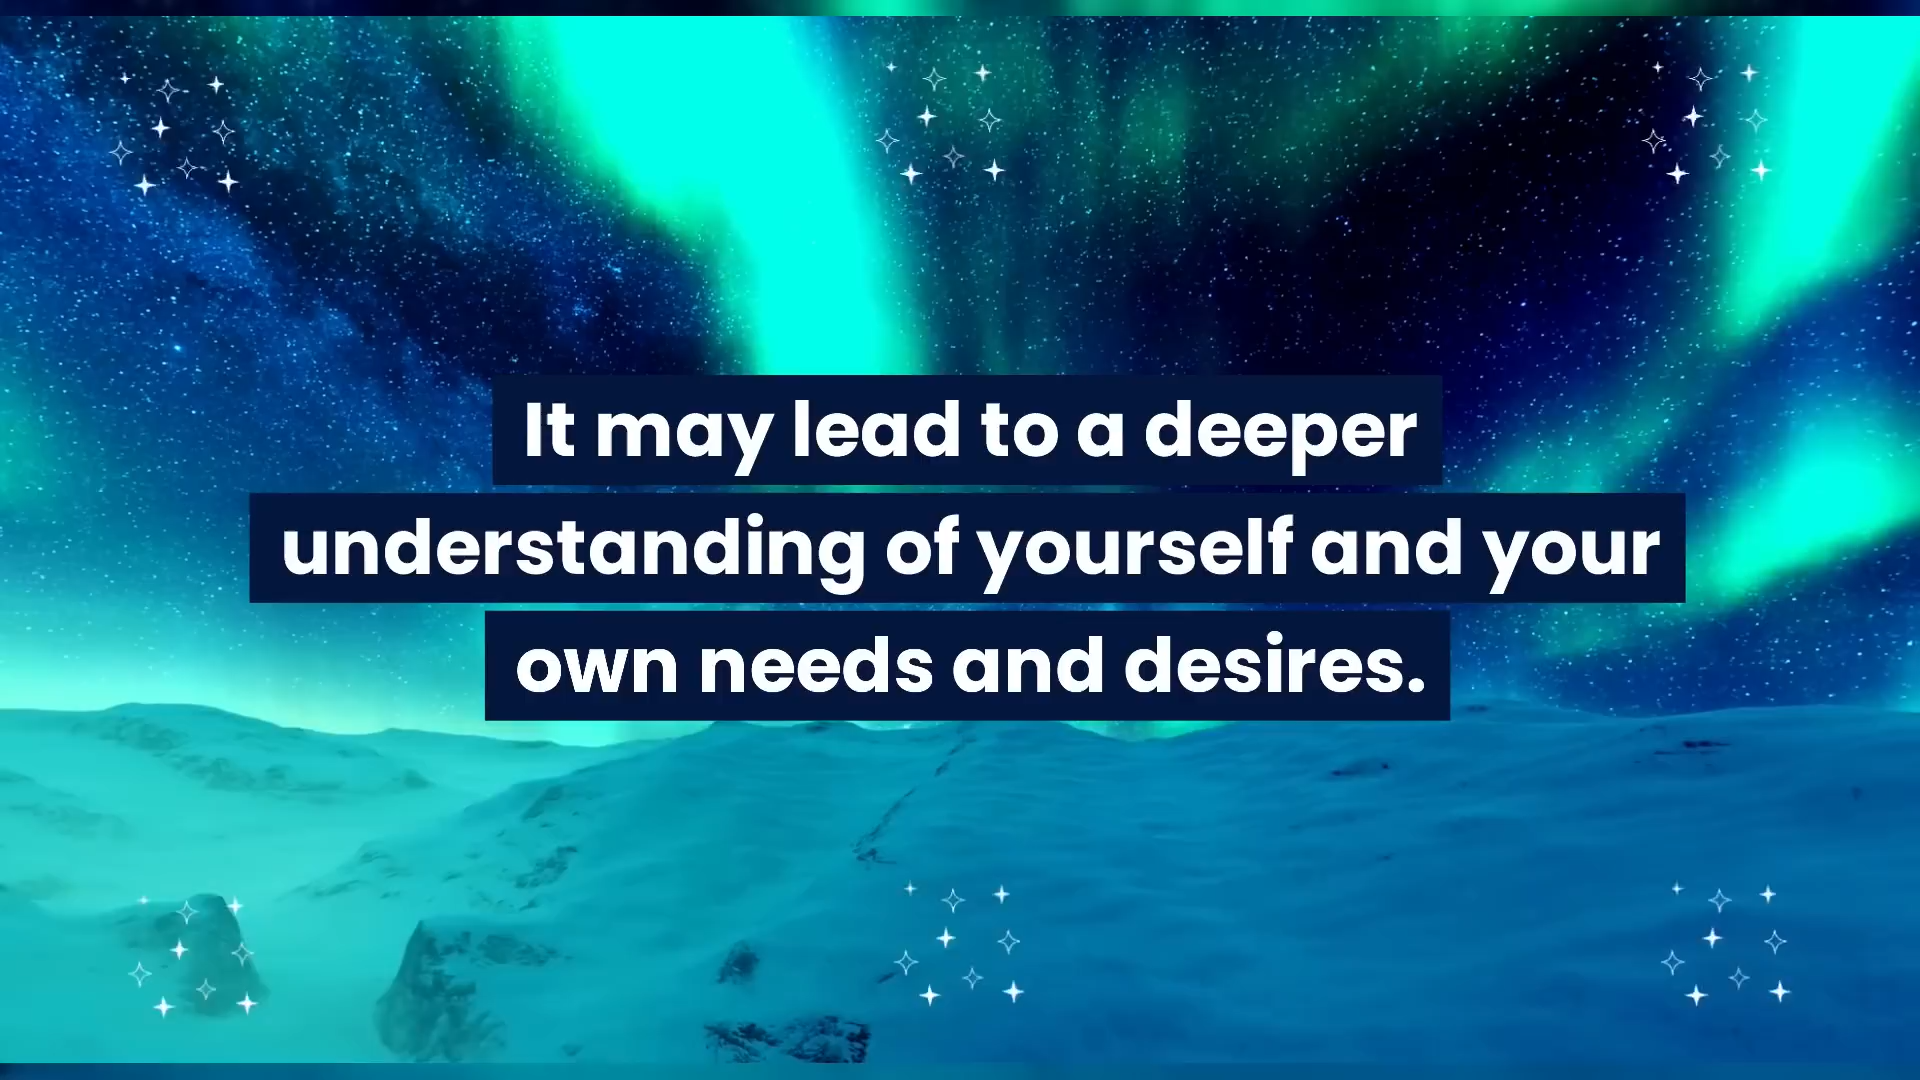 It may lead to a deeper
understanding of yourself and your
own needs and desires.